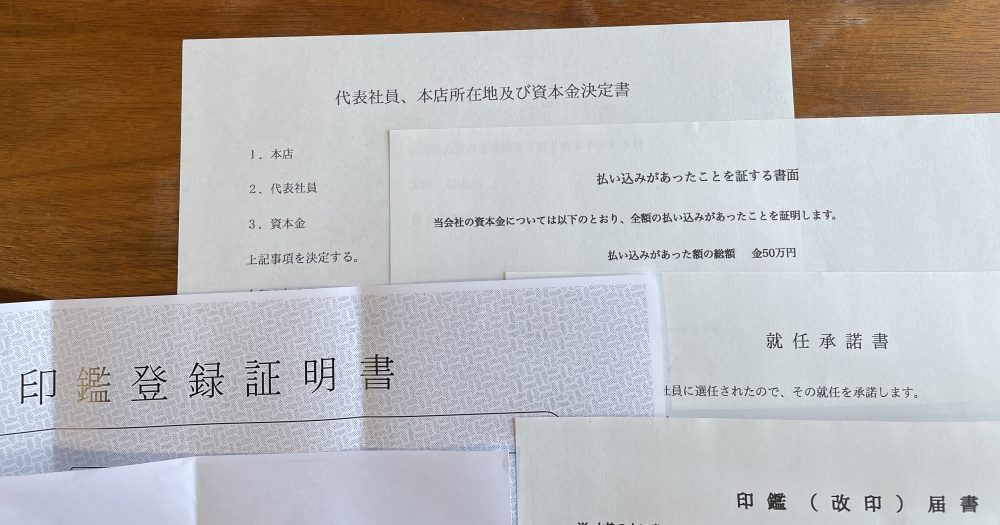 代表社員、本店所在地及び資本金決定書
1．本店
2．代表社員
3．資本金
上記事項を決定する。
払い込みがあったことを証する書面
当会社の資本金については以下のとおり、全額の払い込みがあったことを証明します。
払い込みがあった額の総額　金50万円
就任承諾書
社員に選任されたので、その就任を承諾します。
印鑑登録証明書
印鑑（改印）届書